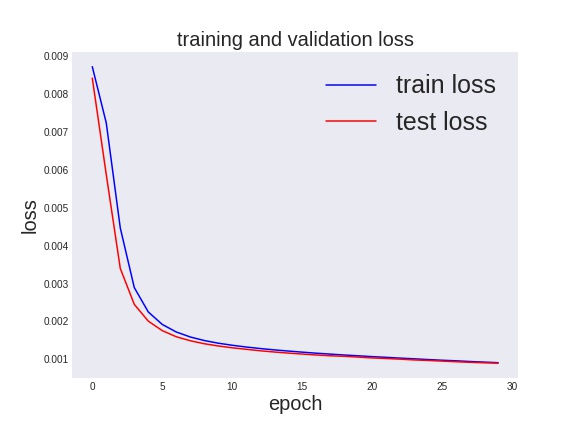 training and validation loss
train loss
test loss
0.009
0.008
0.007
0.006
0.005
0.004
0.003
0.002
0.001
loss
0 5 10 15 20 25 30
epoch